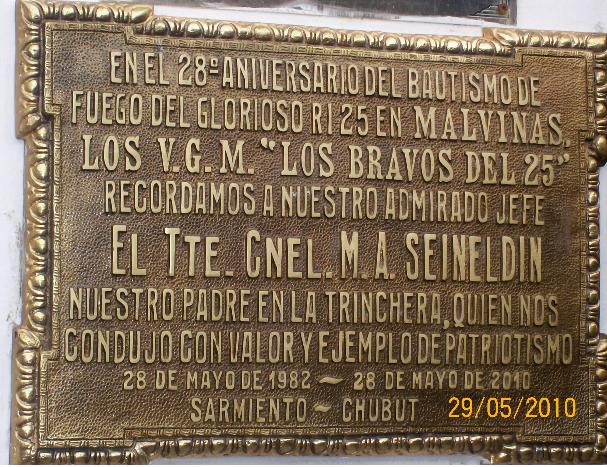 EN EL 28º ANIVERSARIO DEL BAUTISMO DE
FUEGO DEL GLORIOSO RI 25 EN MALVINAS,
LOS V.G.M. "LOS BRAVOS DEL 25"
RECORDAMOS A NUESTRO ADMIRADO JEFE
EL TTE. CNEL. M.A. SEINELDIN
NUESTRO PADRE EN LA TRINCHERA, QUIEN NOS
CONDUJO CON VALOR Y EJEMPLO DE PATRIOTISMO
28 DE MAYO DE 1982 ~ 28 DE MAYO DE 2010
SARMIENTO ~ CHUBUT
29/05/2010